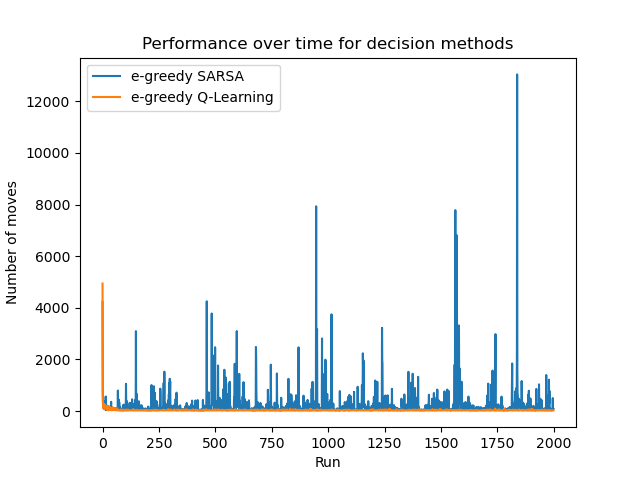 Performance over time for decision methods
e-greedy SARSA
e-greedy Q-Learning
Number of moves
12000
10000
8000
6000
4000
2000
0
0 250 500 750 1000 1250 1500 1750 2000
Run